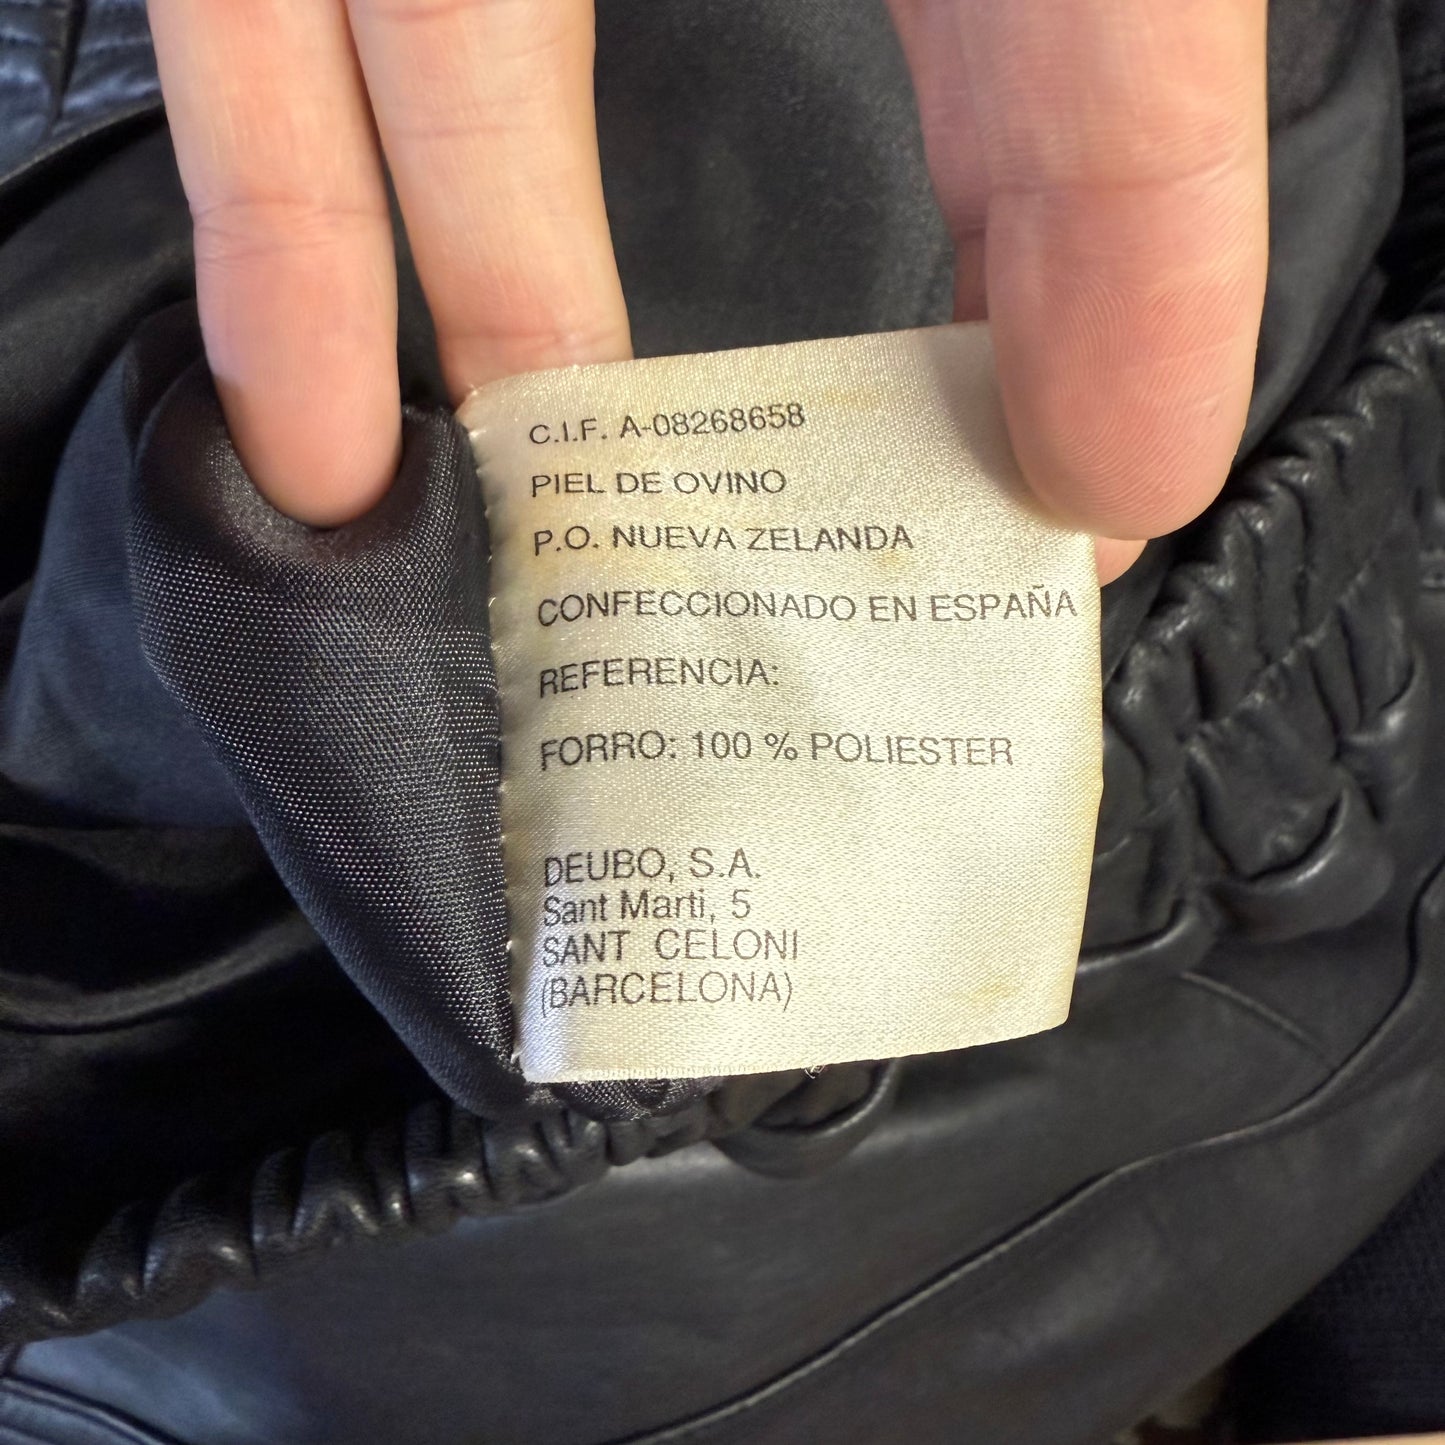 C.I.F. A-08268658
PIEL DE OVINO
P.O. NUEVA ZELANDA
CONFECCIONADO EN ESPAÑA
REFERENCIA:
FORRO: 100 % POLIESTER
DEUBO, S.A.
Sant Marti, 5
SANT CELONI
(BARCELONA)